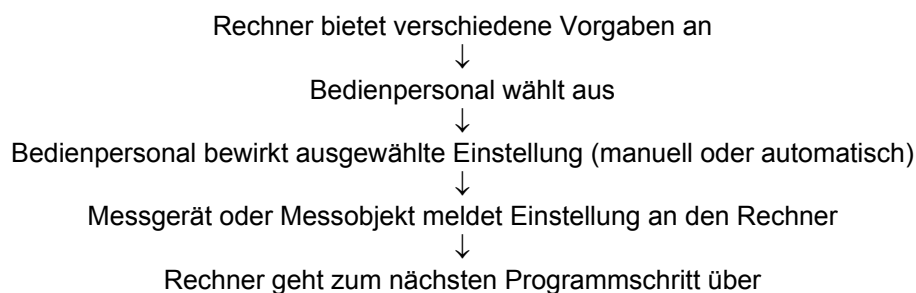 Rechner bietet verschiedene Vorgaben an
↓
Bedienpersonal wählt aus
↓
Bedienpersonal bewirkt ausgewählte Einstellung (manuell oder automatisch)
↓
Messgerät oder Messobjekt meldet Einstellung an den Rechner
↓
Rechner geht zum nächsten Programmschritt über